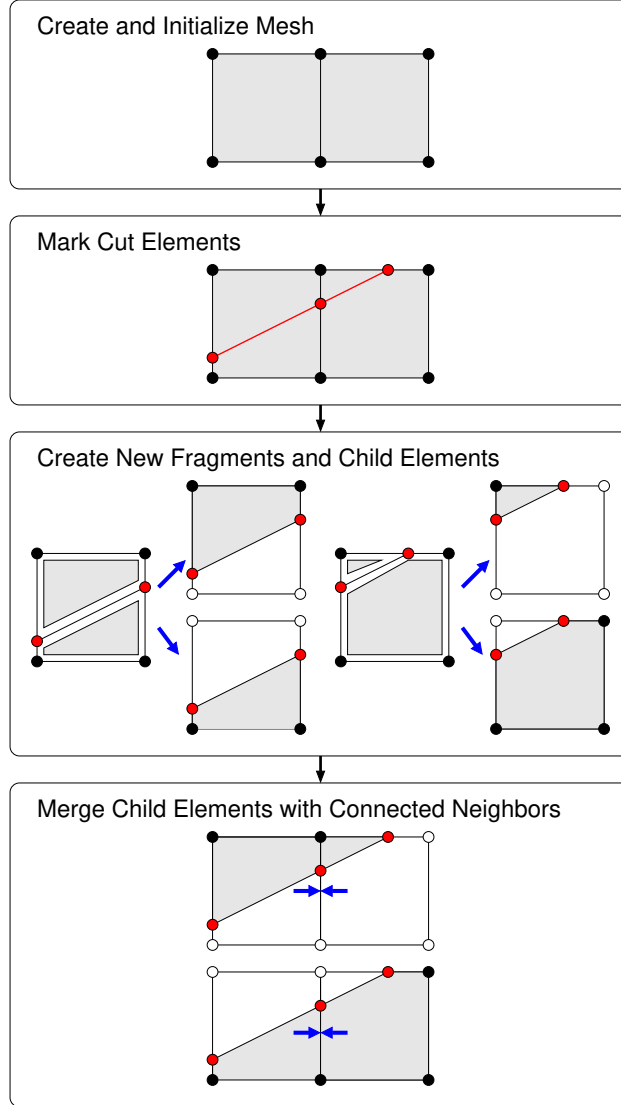 Create and Initialize Mesh
Mark Cut Elements
Create New Fragments and Child Elements
Merge Child Elements with Connected Neighbors